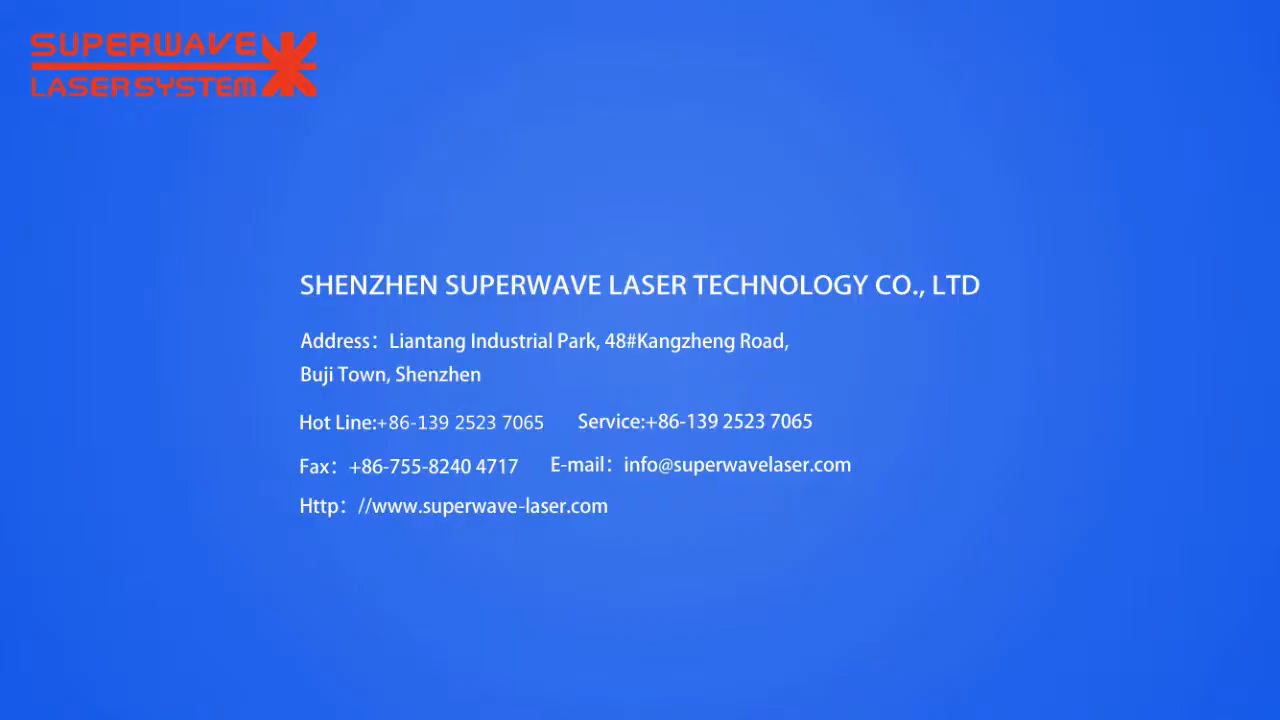 SUPERWAVE
LASER SYSTEM
SHENZHEN SUPERWAVE LASER TECHNOLOGY CO., LTD
Address：Liantang Industrial Park, 48#Kangzheng Road,
Buji Town, Shenzhen
Hot Line:+86-139 2523 7065 Service:+86-139 2523 7065
Fax：+86-755-8240 4717 E-mail：info@superwavelaser.com
Http：//www.superwave-laser.com